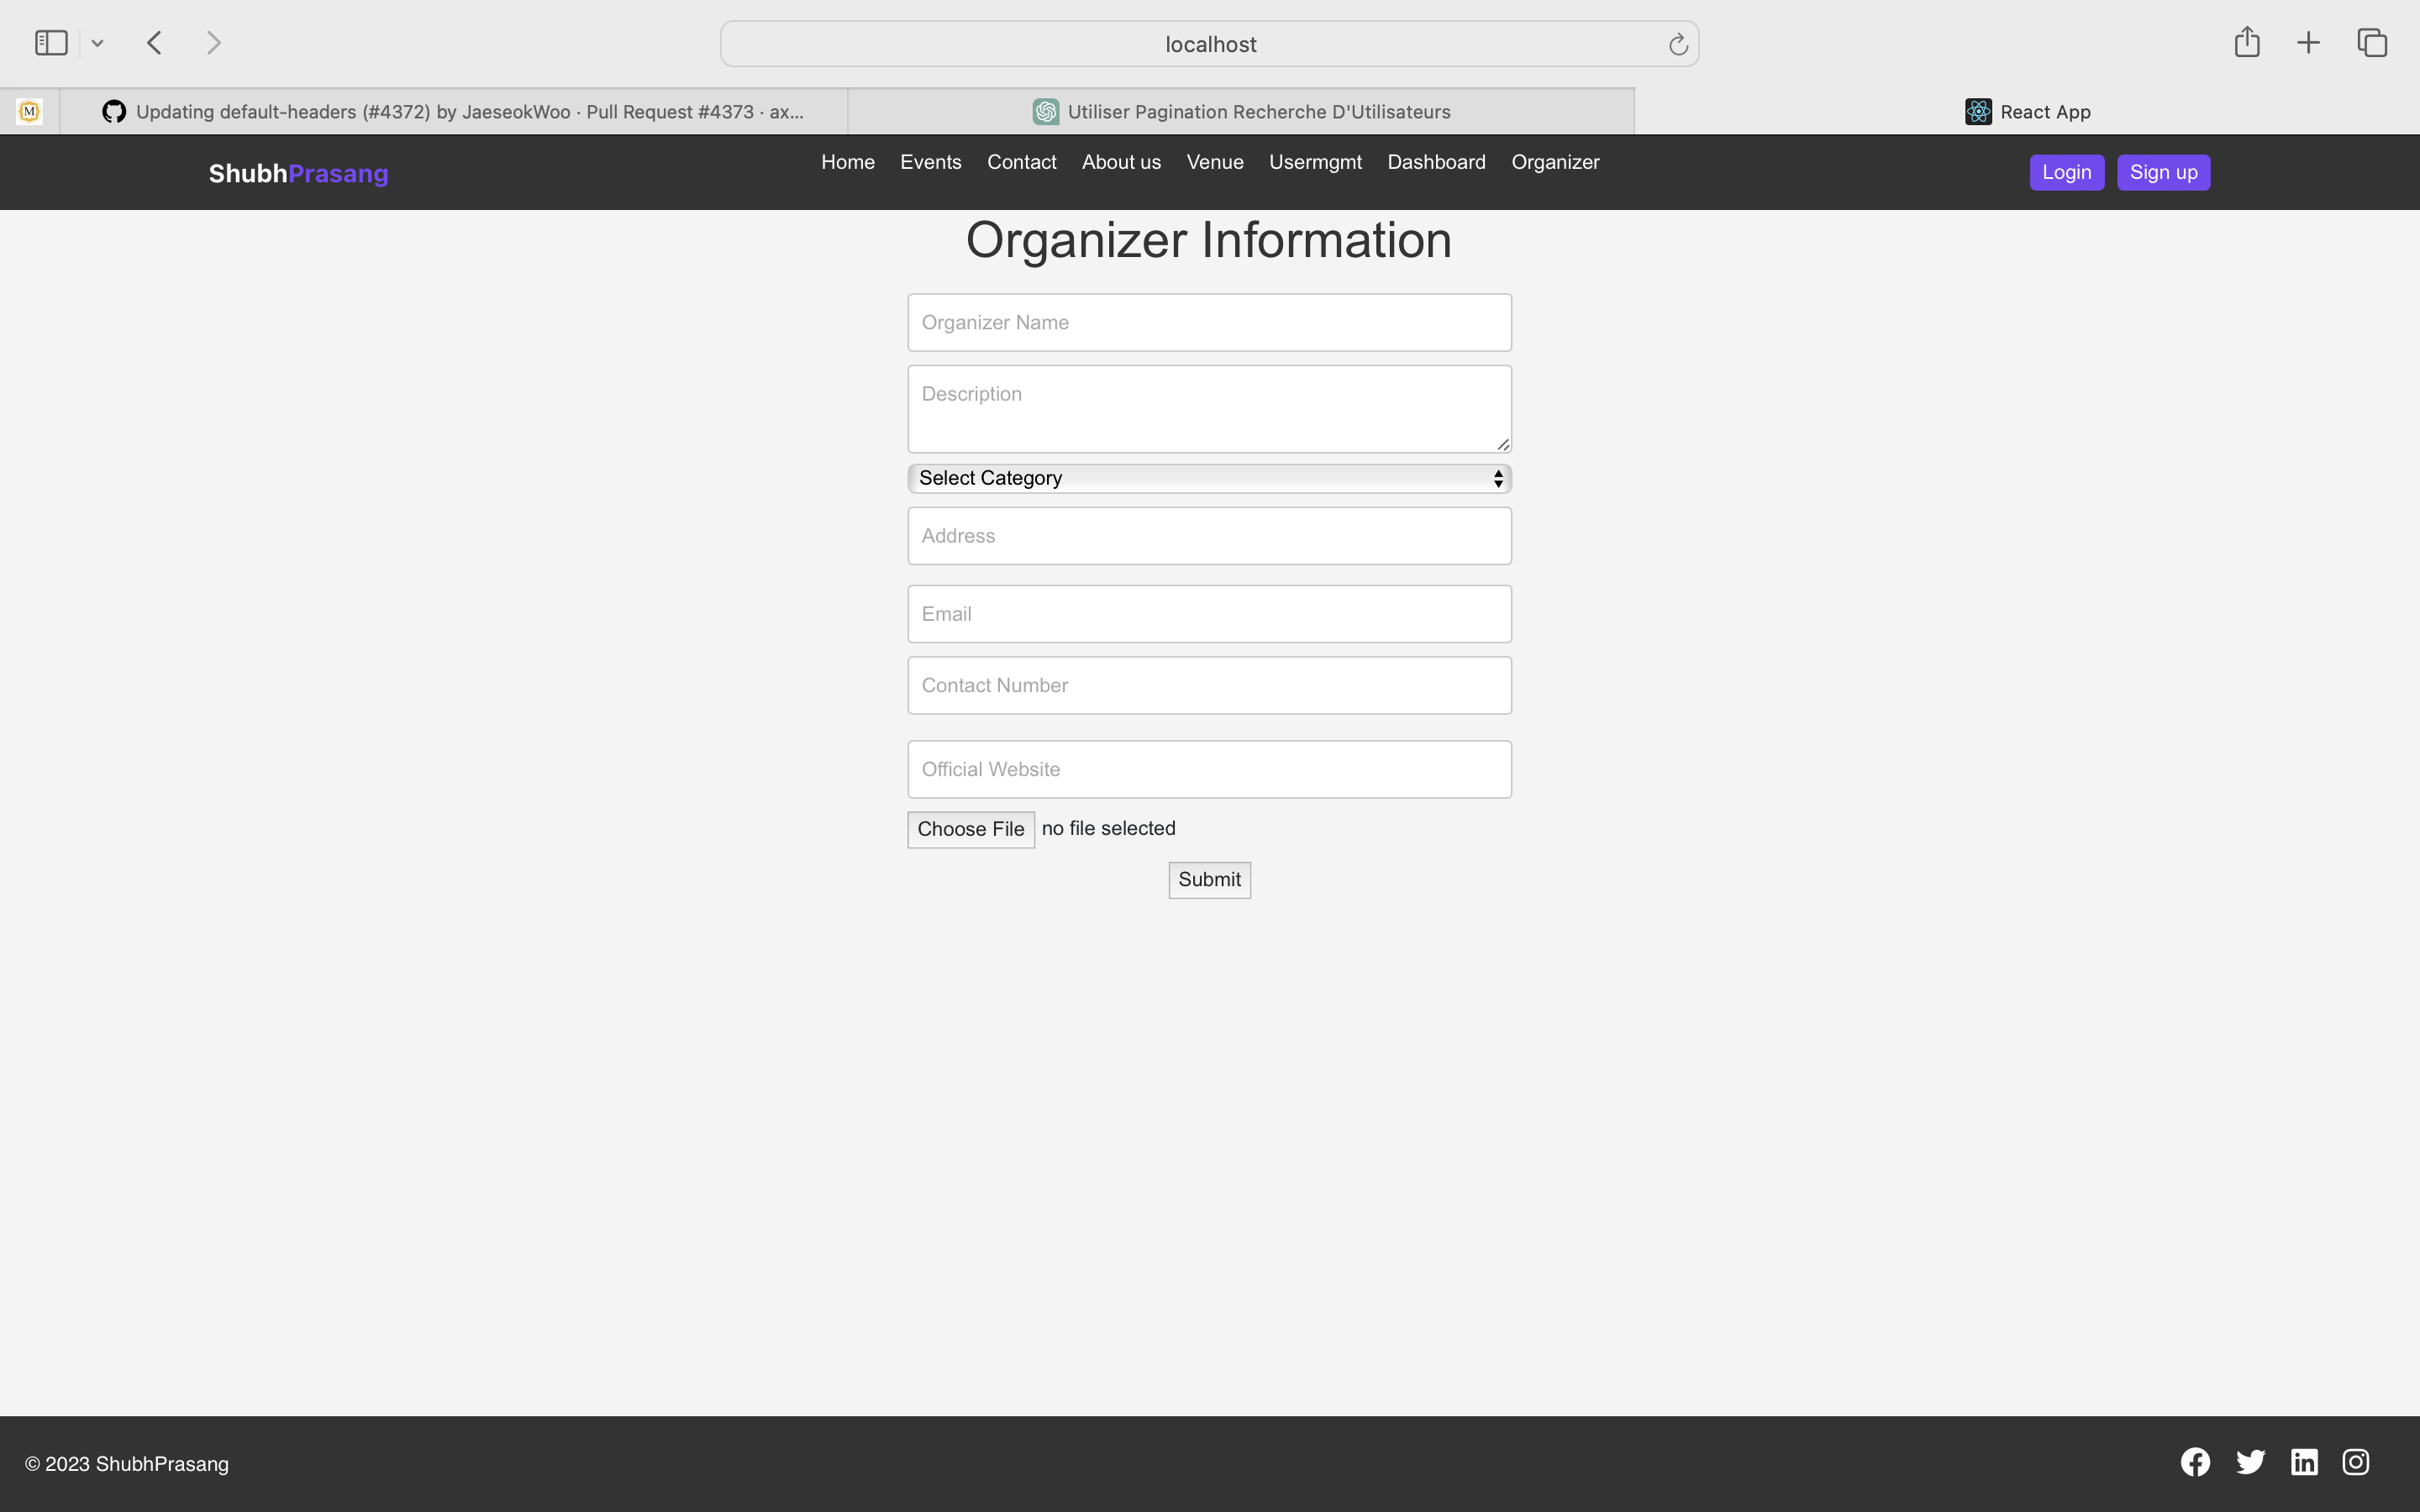 localhost
M
Updating default-headers (#4372) by JaeseokWoo · Pull Request #4373 · ax...
Utiliser Pagination Recherche D'Utilisateurs
React App
ShubhPrasang
Home Events Contact About us Venue Usermgmt Dashboard Organizer
Login Sign up
Organizer Information
Organizer Name
Description
Select Category
Address
Email
Contact Number
Official Website
Choose File no file selected
Submit
© 2023 ShubhPrasang